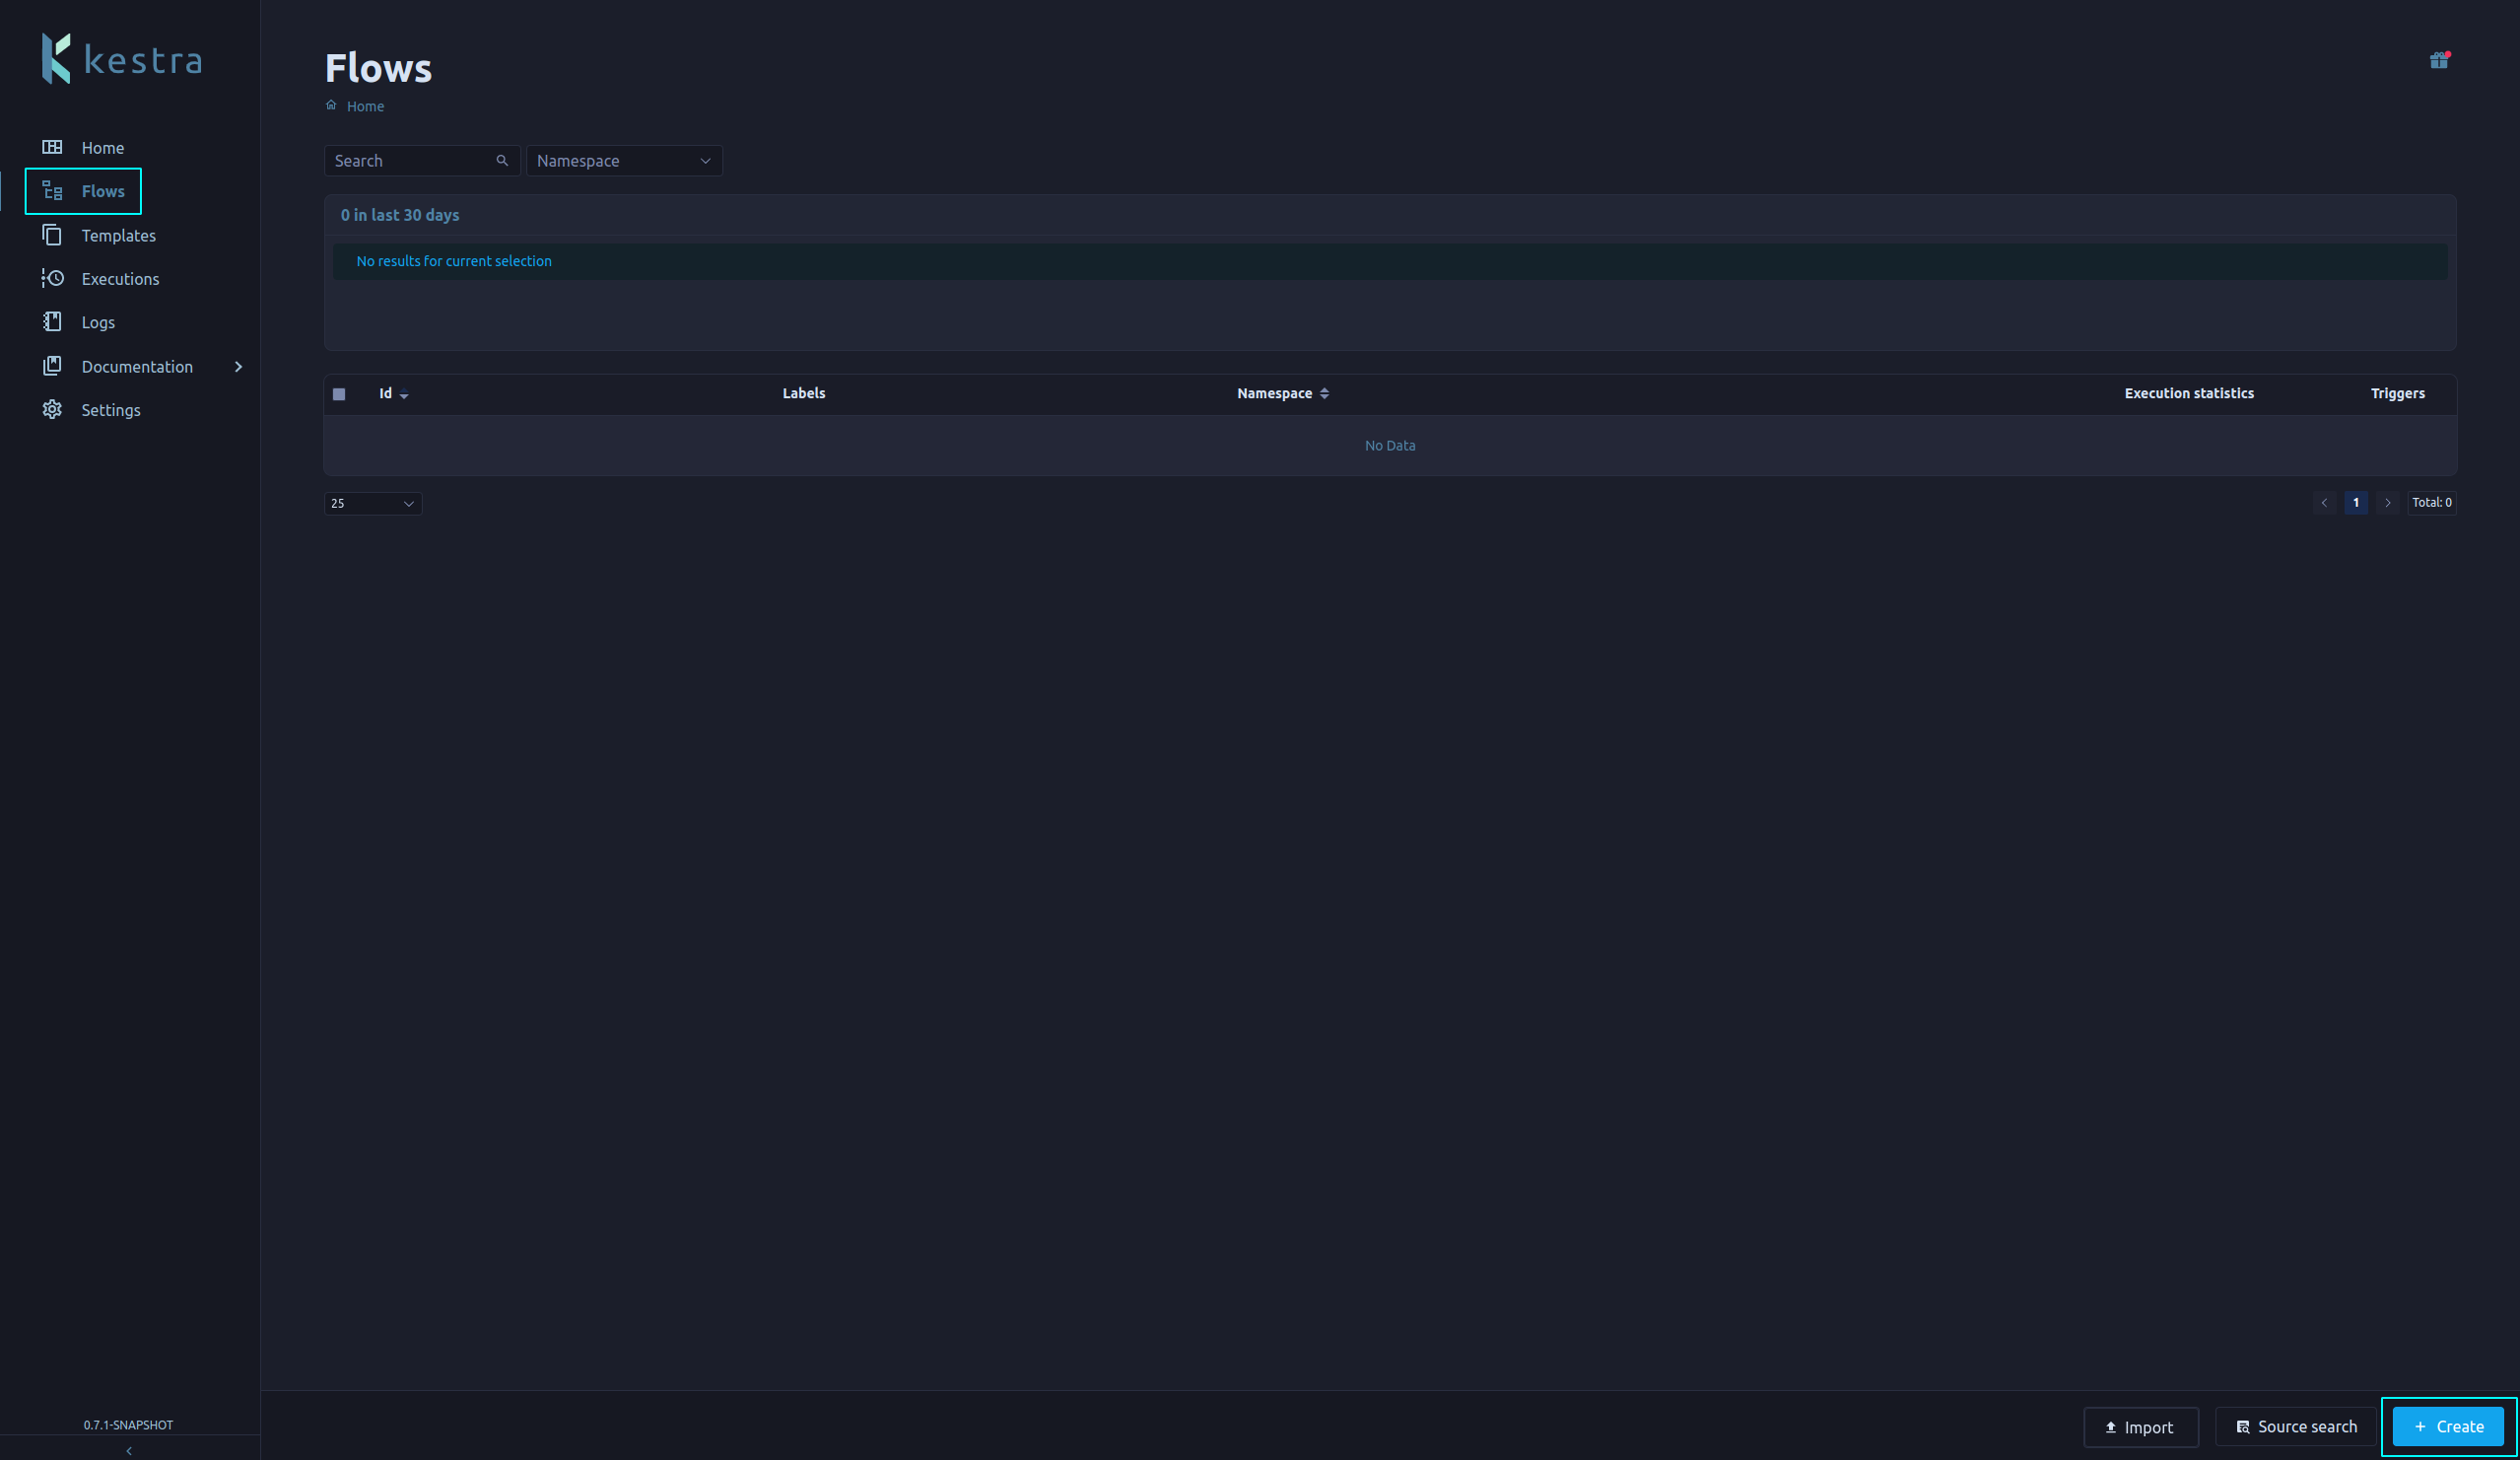 kestra
Home
Flows
Templates
Executions
Logs
Documentation
Settings
0.7.1-SNAPSHOT
Flows
Home
Search
Namespace
0 in last 30 days
No results for current selection
Id Labels Namespace Execution statistics Triggers
No Data
25
1 Total: 0
Import Source search + Create